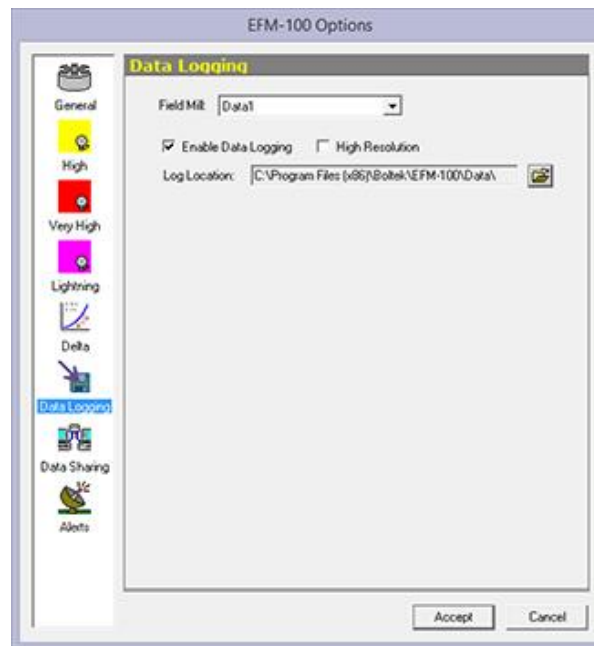 EFM-100 Options
General
High
Very High
Lightning
Delta
Data Logging
Data Sharing
Alerts
Data Logging
Field Mill: Data1
Enable Data Logging High Resolution
Log Location: C:\Program Files (x86)\Boltek\EFM-100\Data\
Accept Cancel